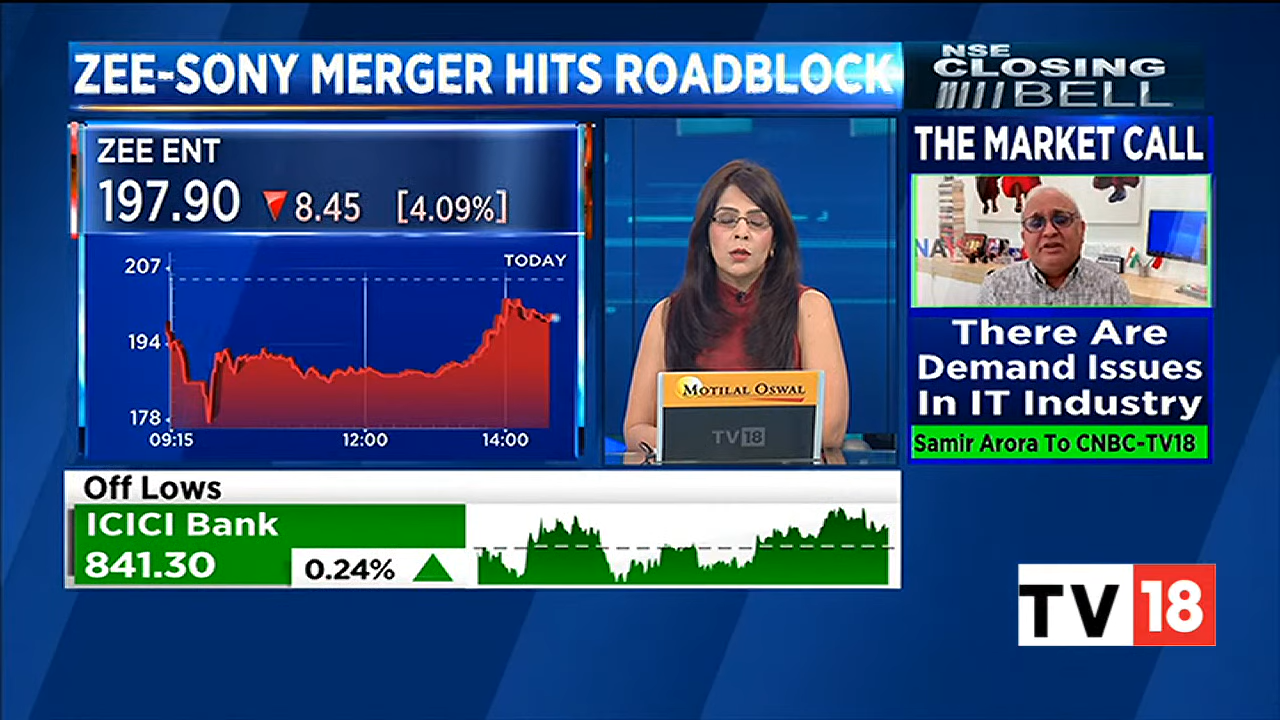 ZEE-SONY MERGER HITS ROADBLOCK
NSE
CLOSING
BELL
ZEE ENT
197.90 ▼ 8.45 [4.09%]
TODAY
207
194
178
09:15 12:00 14:00
MOTILAL OSWAL
TV18
THE MARKET CALL
There Are
Demand Issues
In IT Industry
Samir Arora To CNBC-TV18
Off Lows
ICICI Bank
841.30 0.24% ▲
TV18